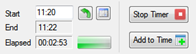 Start 11:20
End 11:22
Elapsed 00:02:53
Stop Timer
Add to Time